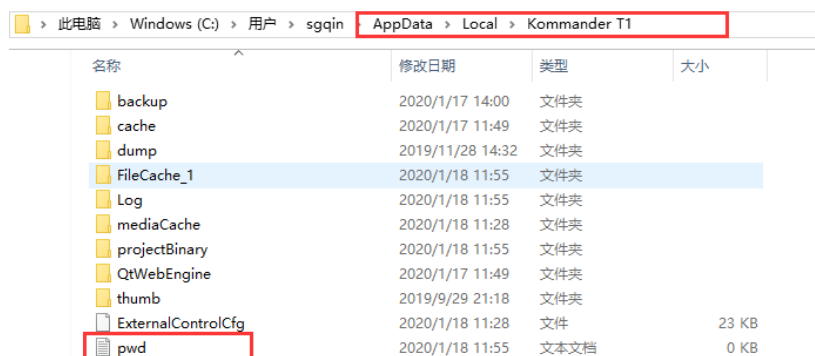 › 此电脑 › Windows (C:) › 用户 › sgqin › AppData › Local › Kommander T1
名称 修改日期 类型 大小
backup 2020/1/17 14:00 文件夹
cache 2020/1/17 11:49 文件夹
dump 2019/11/28 14:32 文件夹
FileCache_1 2020/1/18 11:55 文件夹
Log 2020/1/18 11:55 文件夹
mediaCache 2020/1/18 11:28 文件夹
projectBinary 2020/1/18 11:55 文件夹
QtWebEngine 2020/1/17 11:49 文件夹
thumb 2019/9/29 21:18 文件夹
ExternalControlCfg 2020/1/18 11:28 文件 23 KB
pwd 2020/1/18 11:55 文本文档 0 KB